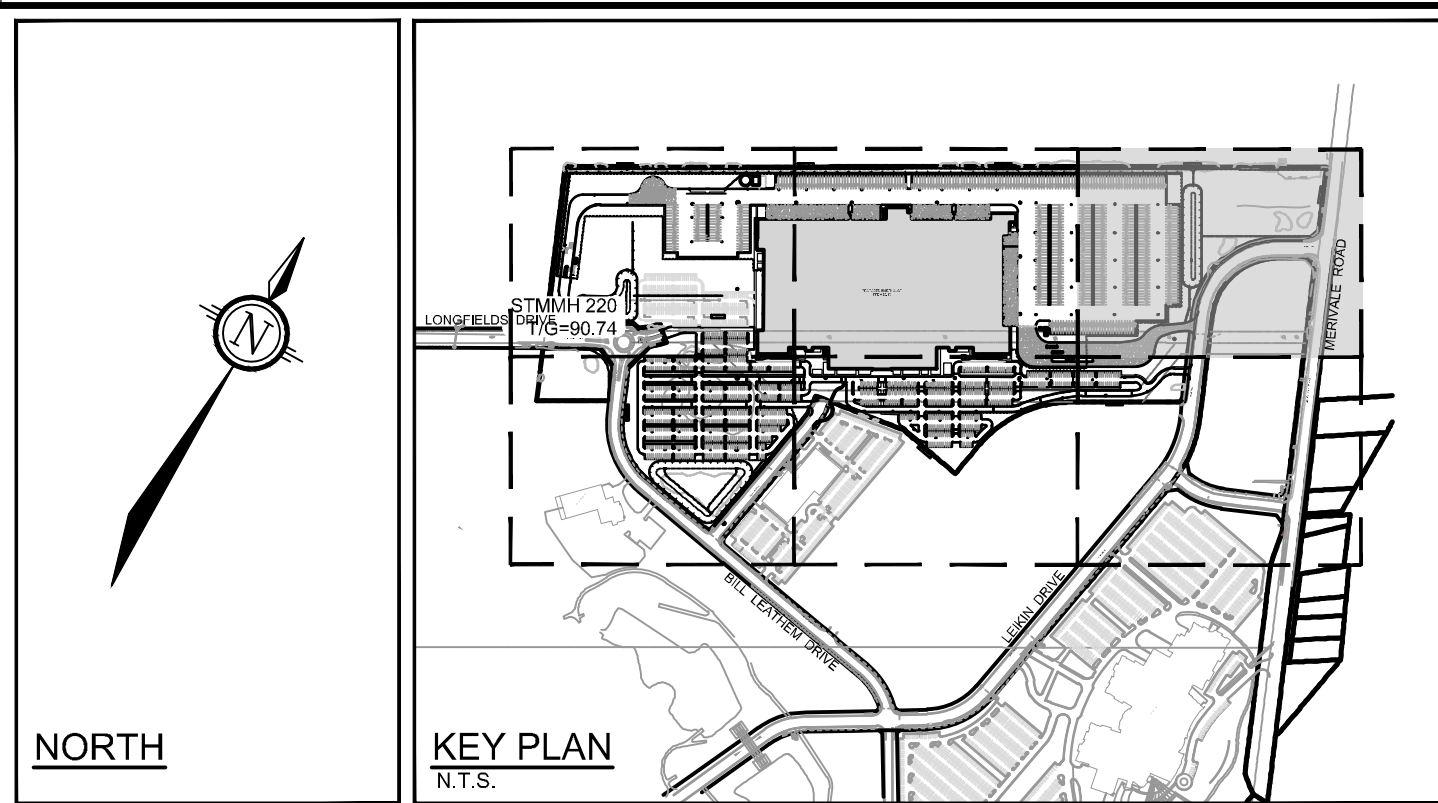 N
NORTH
KEY PLAN
N.T.S.
STMMH 220
T/G=90.74
LONGFIELDS DRIVE
MERIVALE ROAD
BILL LEATHEM DRIVE
LEIKIN DRIVE